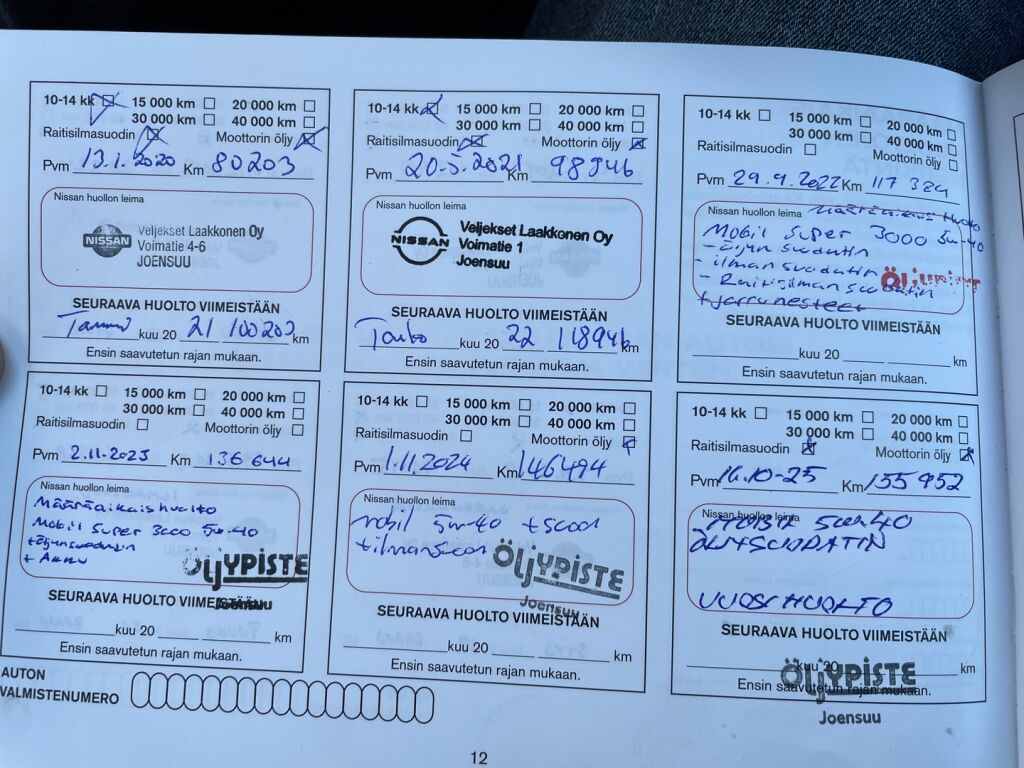 10-14 kk 15 000 km 20 000 km
30 000 km 40 000 km
Raitisilmasuodin Moottorin öljy
Pvm 13.1.2020 Km 80203
Nissan huollon leima
NISSAN
Veljekset Laakkonen Oy
Voimatie 4-6
JOENSUU
SEURAAVA HUOLTO VIIMEISTÄÄN
Tammi kuu 20 21 100203 km
Ensin saavutetun rajan mukaan.
10-14 kk 15 000 km 20 000 km
30 000 km 40 000 km
Raitisilmasuodin Moottorin öljy
Pvm 20.5.2021 Km 98946
Nissan huollon leima
NISSAN
Veljekset Laakkonen Oy
Voimatie 1
Joensuu
SEURAAVA HUOLTO VIIMEISTÄÄN
Touko kuu 20 22 118946 km
Ensin saavutetun rajan mukaan.
10-14 kk 15 000 km 20 000 km
30 000 km 40 000 km
Raitisilmasuodin Moottorin öljy
Pvm 29.9.2022 Km 117 324
Nissan huollon leima Määräaikais huolto
Mobil Super 3000 5w-40
- öljyn suodatin
- ilman suodatin
- Raitisilman suodatin
+ jarrunesteet
SEURAAVA HUOLTO VIIMEISTÄÄN
kuu 20 km
Ensin saavutetun rajan mukaan.
10-14 kk 15 000 km 20 000 km
30 000 km 40 000 km
Raitisilmasuodin Moottorin öljy
Pvm 2.11.2023 Km 136 644
Nissan huollon leima
Määräaikaishuolto
Mobil Super 3000 5w-40
+öljynsuodatin
+ Akku
ÖLJYPISTE
Joensuu
SEURAAVA HUOLTO VIIMEISTÄÄN
kuu 20 km
Ensin saavutetun rajan mukaan.
10-14 kk 15 000 km 20 000 km
30 000 km 40 000 km
Raitisilmasuodin Moottorin öljy
Pvm 1.11.2024 Km 146494
Nissan huollon leima
mobil 5w-40 + suod
+ilmansuod
ÖLJYPISTE
Joensuu
SEURAAVA HUOLTO VIIMEISTÄÄN
kuu 20 km
Ensin saavutetun rajan mukaan.
10-14 kk 15 000 km 20 000 km
30 000 km 40 000 km
Raitisilmasuodin Moottorin öljy
Pvm 16.10-25 Km 155 952
Nissan huollon leima
5w-40
ÖLJYSUODATIN
VUOSIHUOLTO
SEURAAVA HUOLTO VIIMEISTÄÄN
kuu 20 km
Ensin saavutetun rajan mukaan.
ÖLJYPISTE
Joensuu
AUTON
VALMISTENUMERO
12